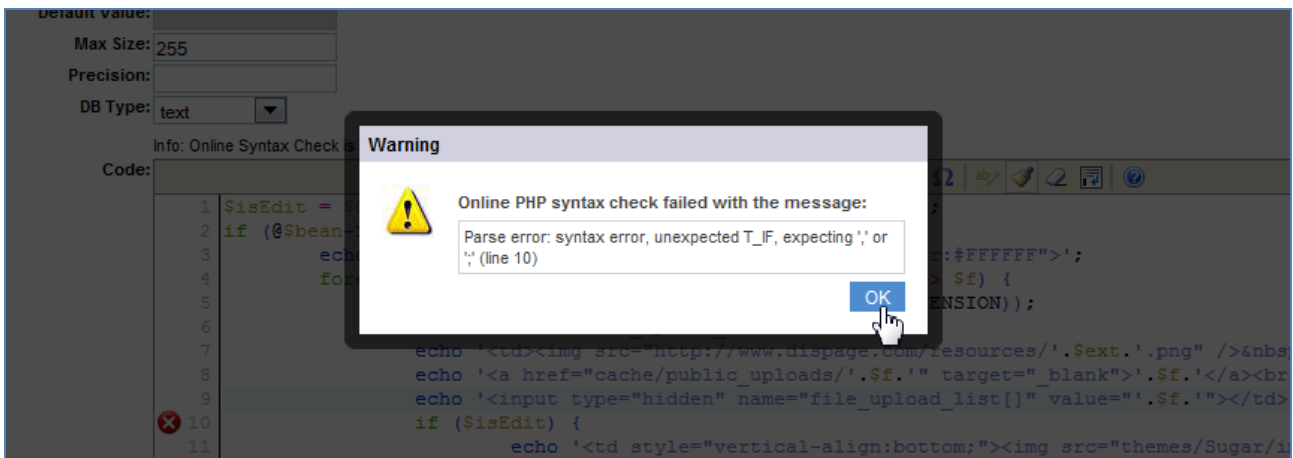 Default Value:
Max Size: 255
Precision:
DB Type: text
Info: Online Syntax Check is
Warning
Code:
Online PHP syntax check failed with the message:
Parse error: syntax error, unexpected T_IF, expecting ',' or
';' (line 10)
OK
1 $isEdit = ;
2 if (@$bean-
3 echo r:#FFFFFF">';
4 fore $f) {
5 ENSION));
6
7 echo '<td><img src="http://www.dispage.com/resources/'.$ext.'.png" />&nbs
8 echo '<a href="cache/public_uploads/'.$f.'" target="_blank">'.$f.'</a><br
9 echo '<input type="hidden" name="file_upload_list[]" value="'.$f.'"></td>
10 if ($isEdit) {
11 echo '<td style="vertical-align:bottom;"><img src="themes/Sugar/i